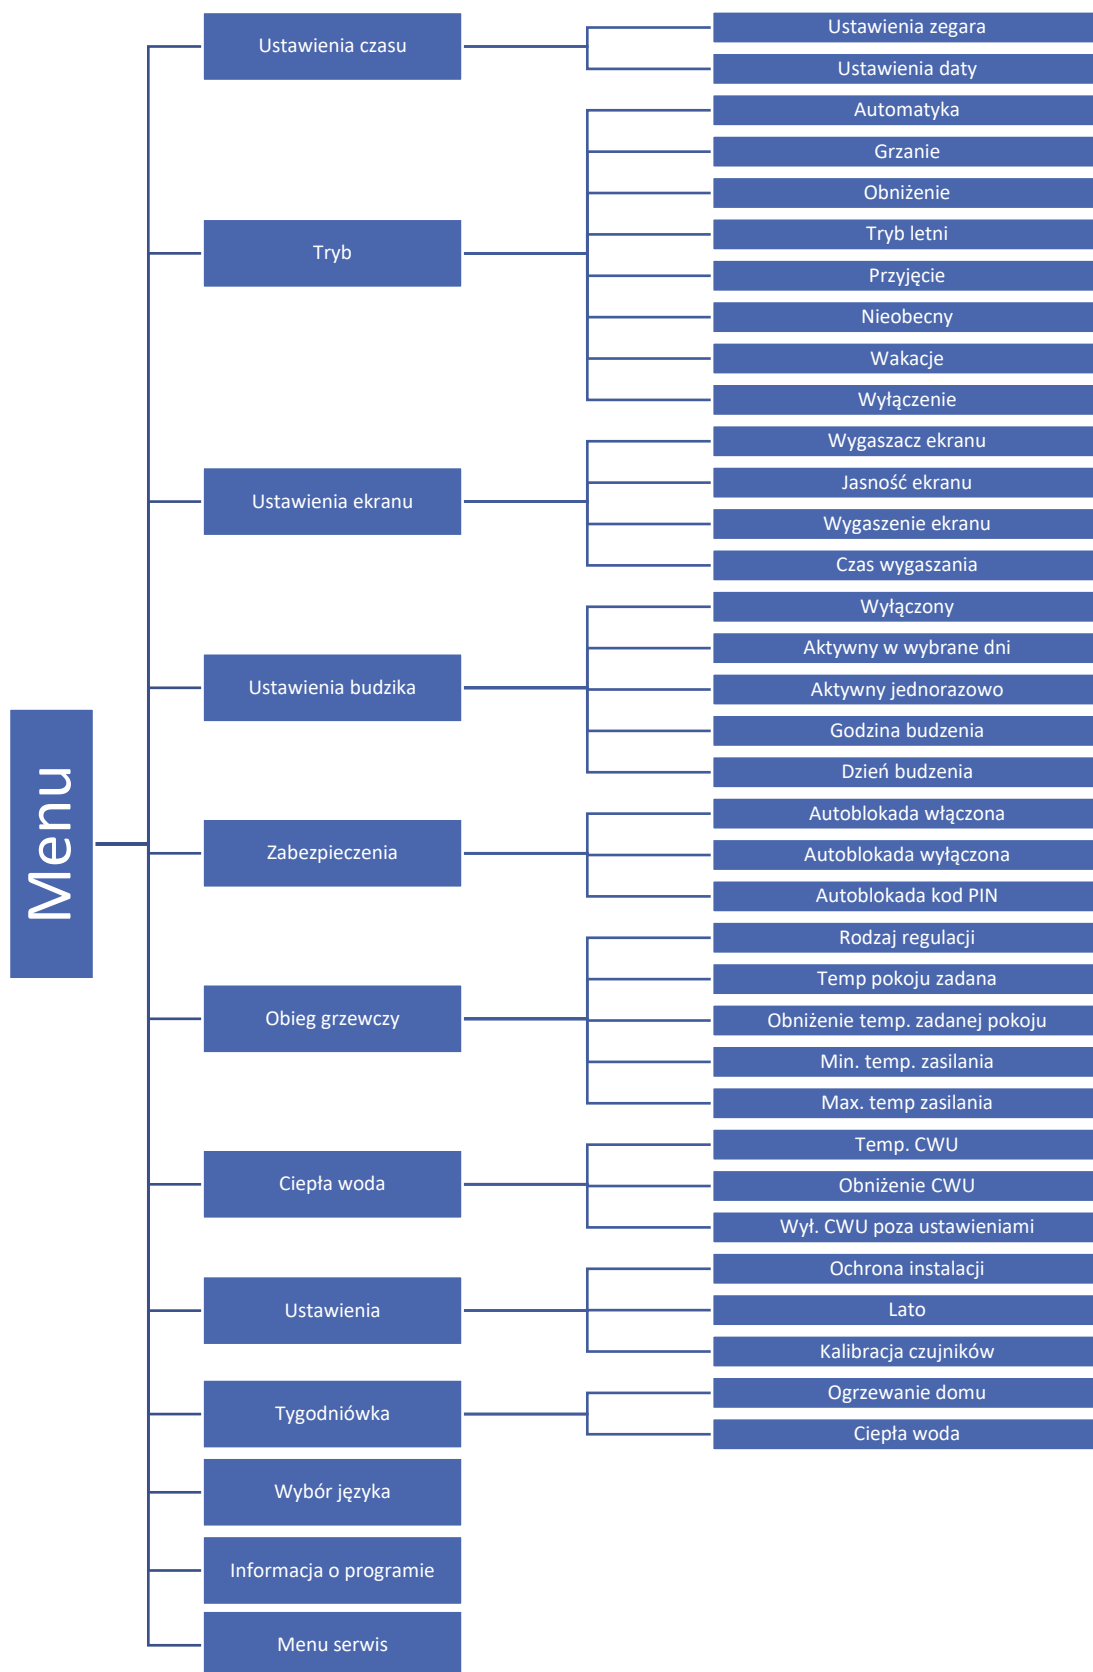 Menu
Ustawienia czasu
Ustawienia zegara
Ustawienia daty
Tryb
Automatyka
Grzanie
Obniżenie
Tryb letni
Przyjęcie
Nieobecny
Wakacje
Wyłączenie
Ustawienia ekranu
Wygaszacz ekranu
Jasność ekranu
Wygaszenie ekranu
Czas wygaszania
Ustawienia budzika
Wyłączony
Aktywny w wybrane dni
Aktywny jednorazowo
Godzina budzenia
Dzień budzenia
Zabezpieczenia
Autoblokada włączona
Autoblokada wyłączona
Autoblokada kod PIN
Obieg grzewczy
Rodzaj regulacji
Temp pokoju zadana
Obniżenie temp. zadanej pokoju
Min. temp. zasilania
Max. temp zasilania
Ciepła woda
Temp. CWU
Obniżenie CWU
Wył. CWU poza ustawieniami
Ustawienia
Ochrona instalacji
Lato
Kalibracja czujników
Tygodniówka
Ogrzewanie domu
Ciepła woda
Wybór języka
Informacja o programie
Menu serwis